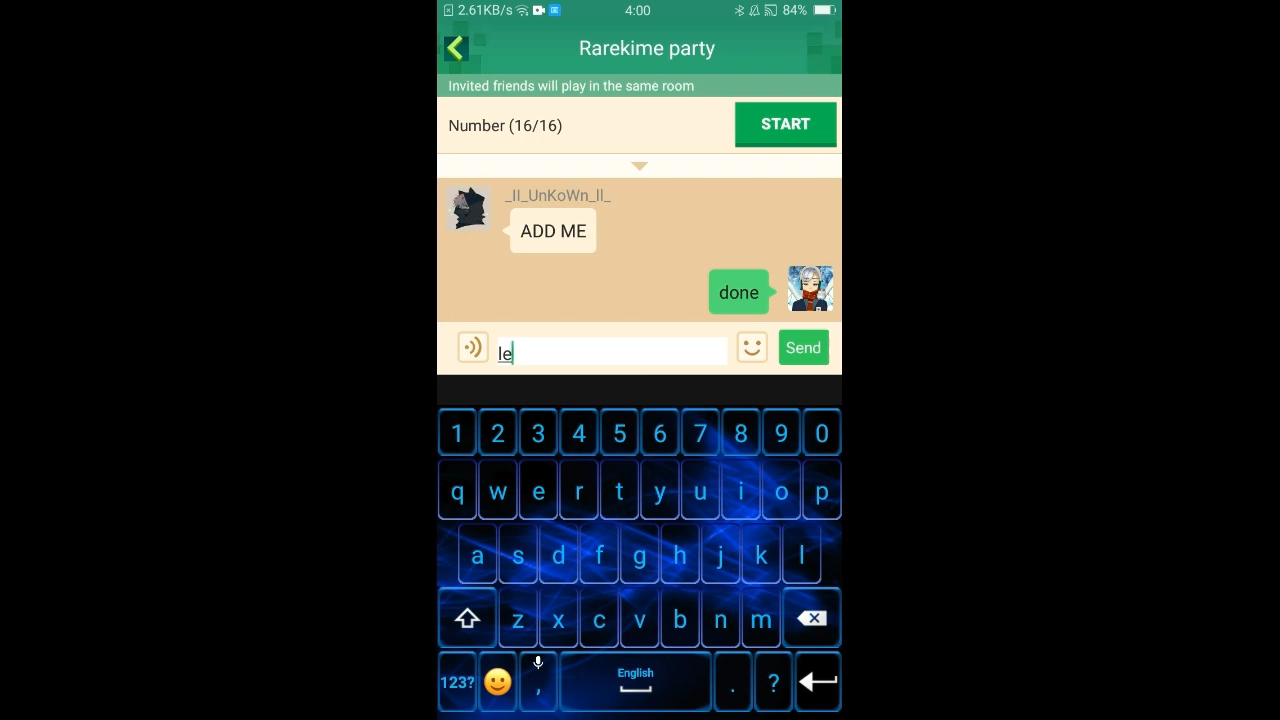 2.61KB/s 4:00 84%
Rarekime party
Invited friends will play in the same room
Number (16/16) START
_II_UnKoWn_II_
ADD ME
done
le Send
1 2 3 4 5 6 7 8 9 0
q w e r t y u i o p
a s d f g h j k l
z x c v b n m
123? , English . ?